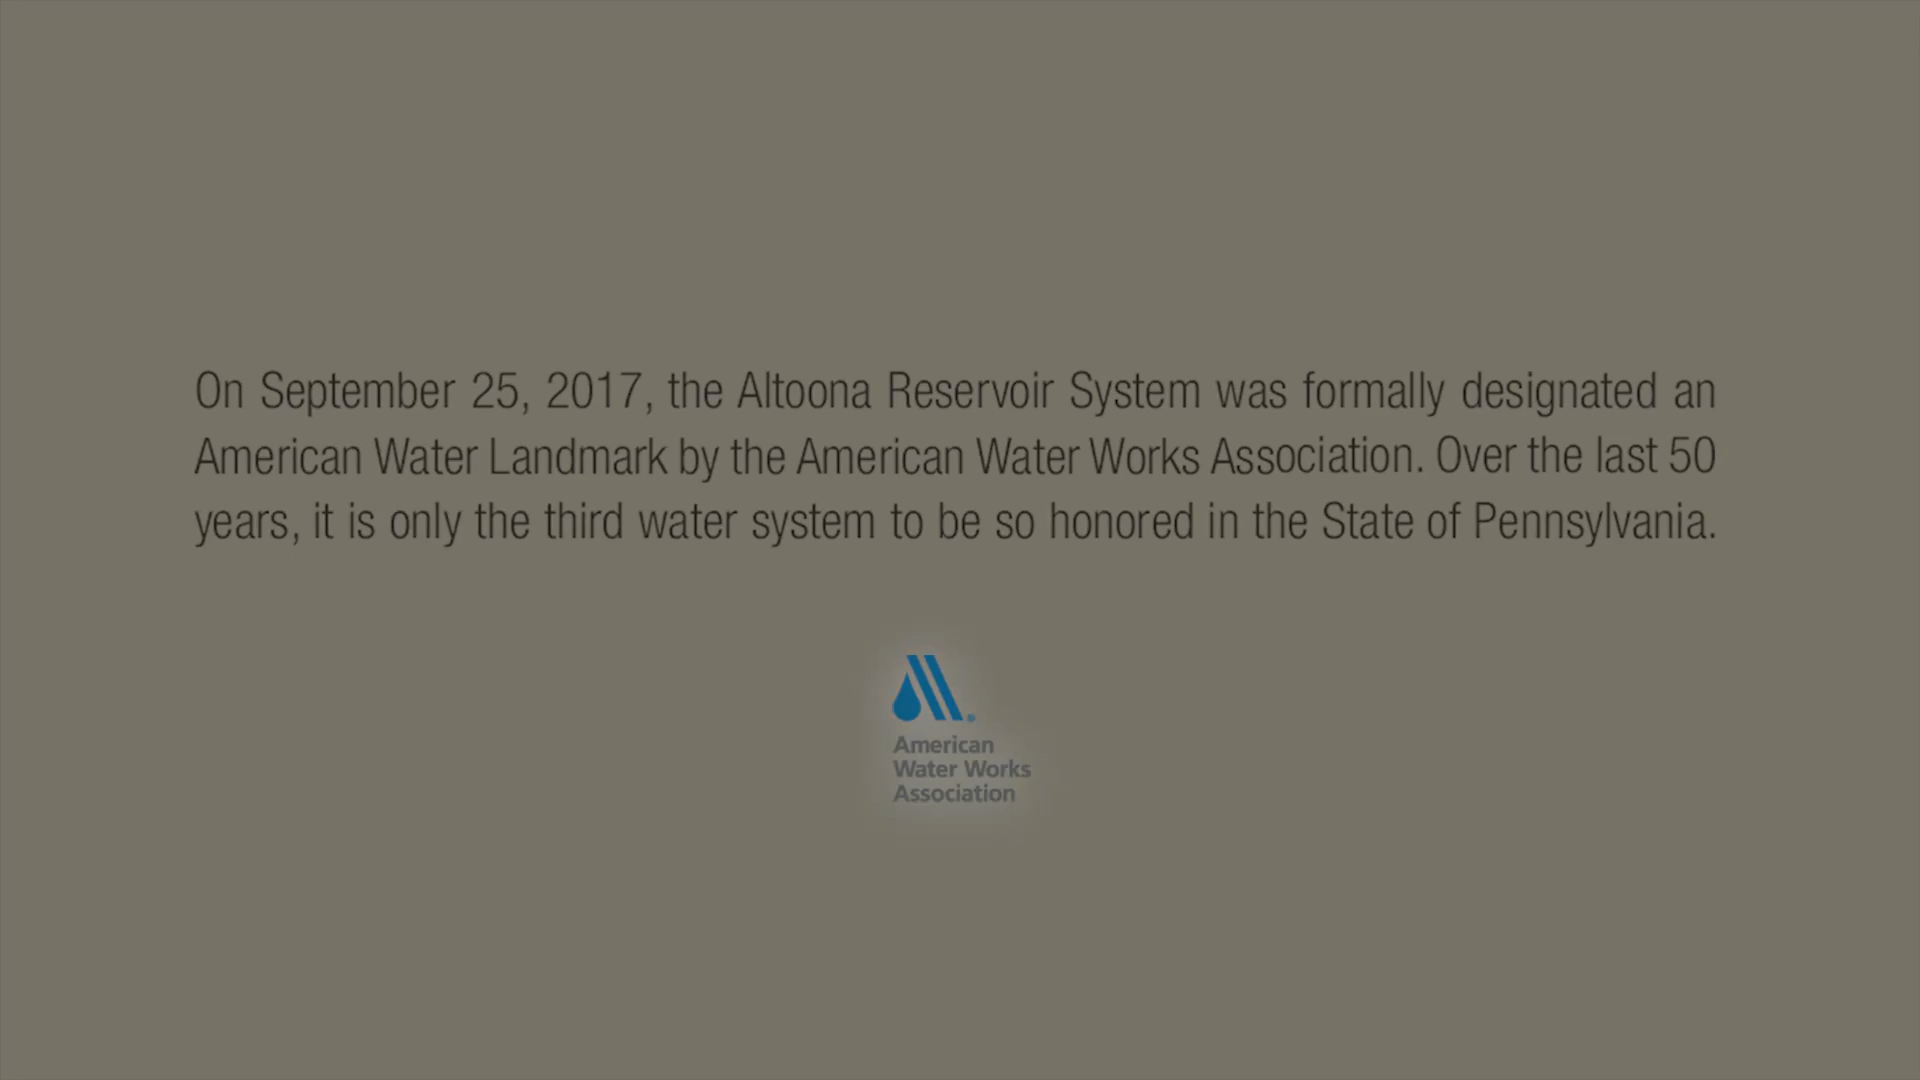 On September 25, 2017, the Altoona Reservoir System was formally designated an
American Water Landmark by the American Water Works Association. Over the last 50
years, it is only the third water system to be so honored in the State of Pennsylvania.
American
Water Works
Association